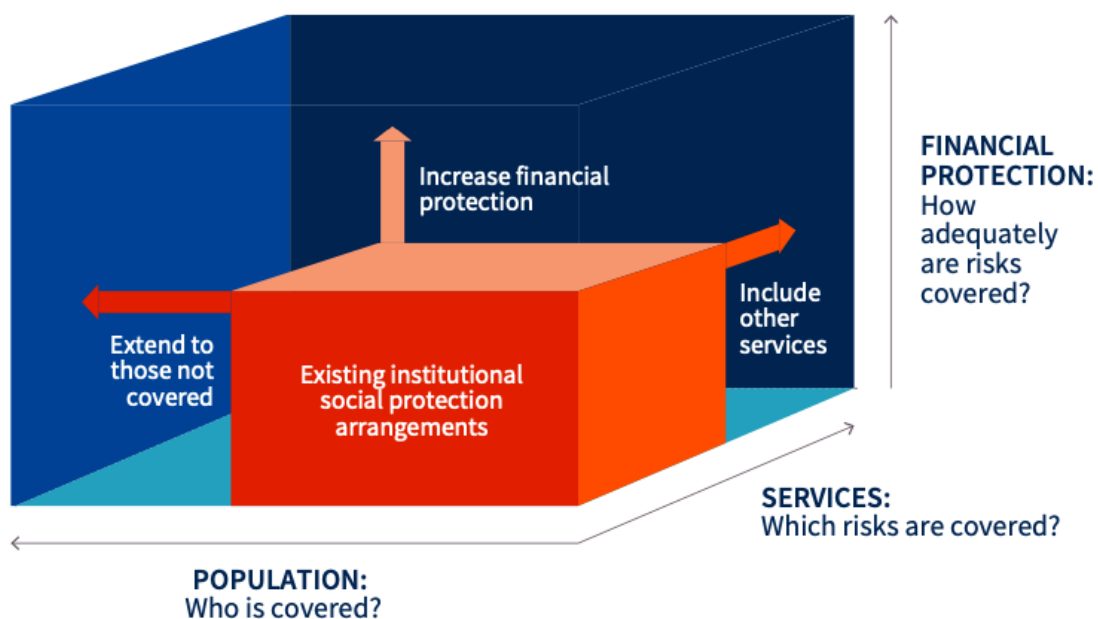 Increase financial
protection
Extend to
those not
covered
Existing institutional
social protection
arrangements
Include
other
services
FINANCIAL
PROTECTION:
How
adequately
are risks
covered?
SERVICES:
Which risks are covered?
POPULATION:
Who is covered?